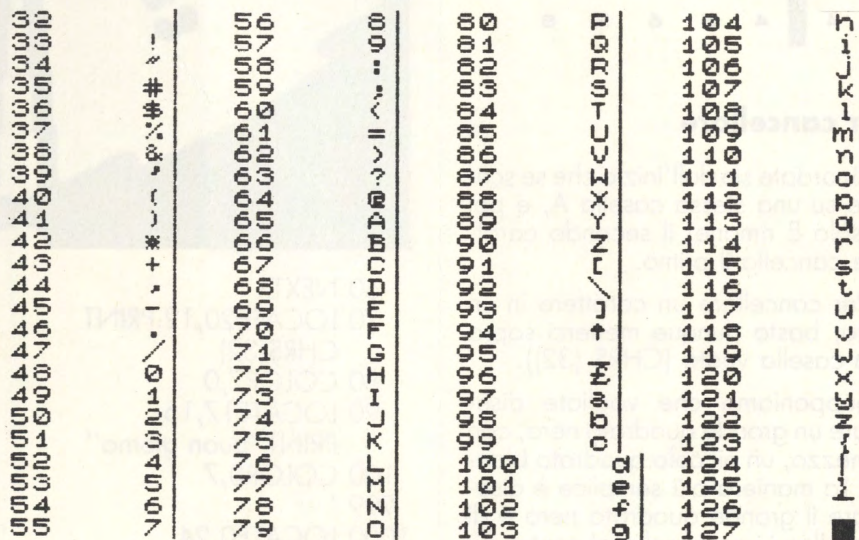 32 56 8 80 P 104 h
33 ! 57 9 81 Q 105 i
34 " 58 : 82 R 106 j
35 # 59 ; 83 S 107 k
36 # 60 < 84 T 108 l
37 % 61 = 85 U 109 m
38 & 62 > 86 V 110 n
39 ' 63 ? 87 W 111 o
40 ( 64 @ 88 X 112 p
41 ) 65 A 89 Y 113 q
42 * 66 B 90 Z 114 r
43 + 67 C 91 [ 115 s
44 , 68 D 92 \ 116 t
45 - 69 E 93 ] 117 u
46 . 70 F 94 ↑ 118 v
47 / 71 G 95 119 w
48 0 72 H 96 120 x
49 1 73 I 97 a 121 y
50 2 74 J 98 b 122 z
51 3 75 K 99 c 123
52 4 76 L 100 d 124
53 5 77 M 101 e 125
54 6 78 N 102 f 126
55 7 79 O 103 g 127 ■